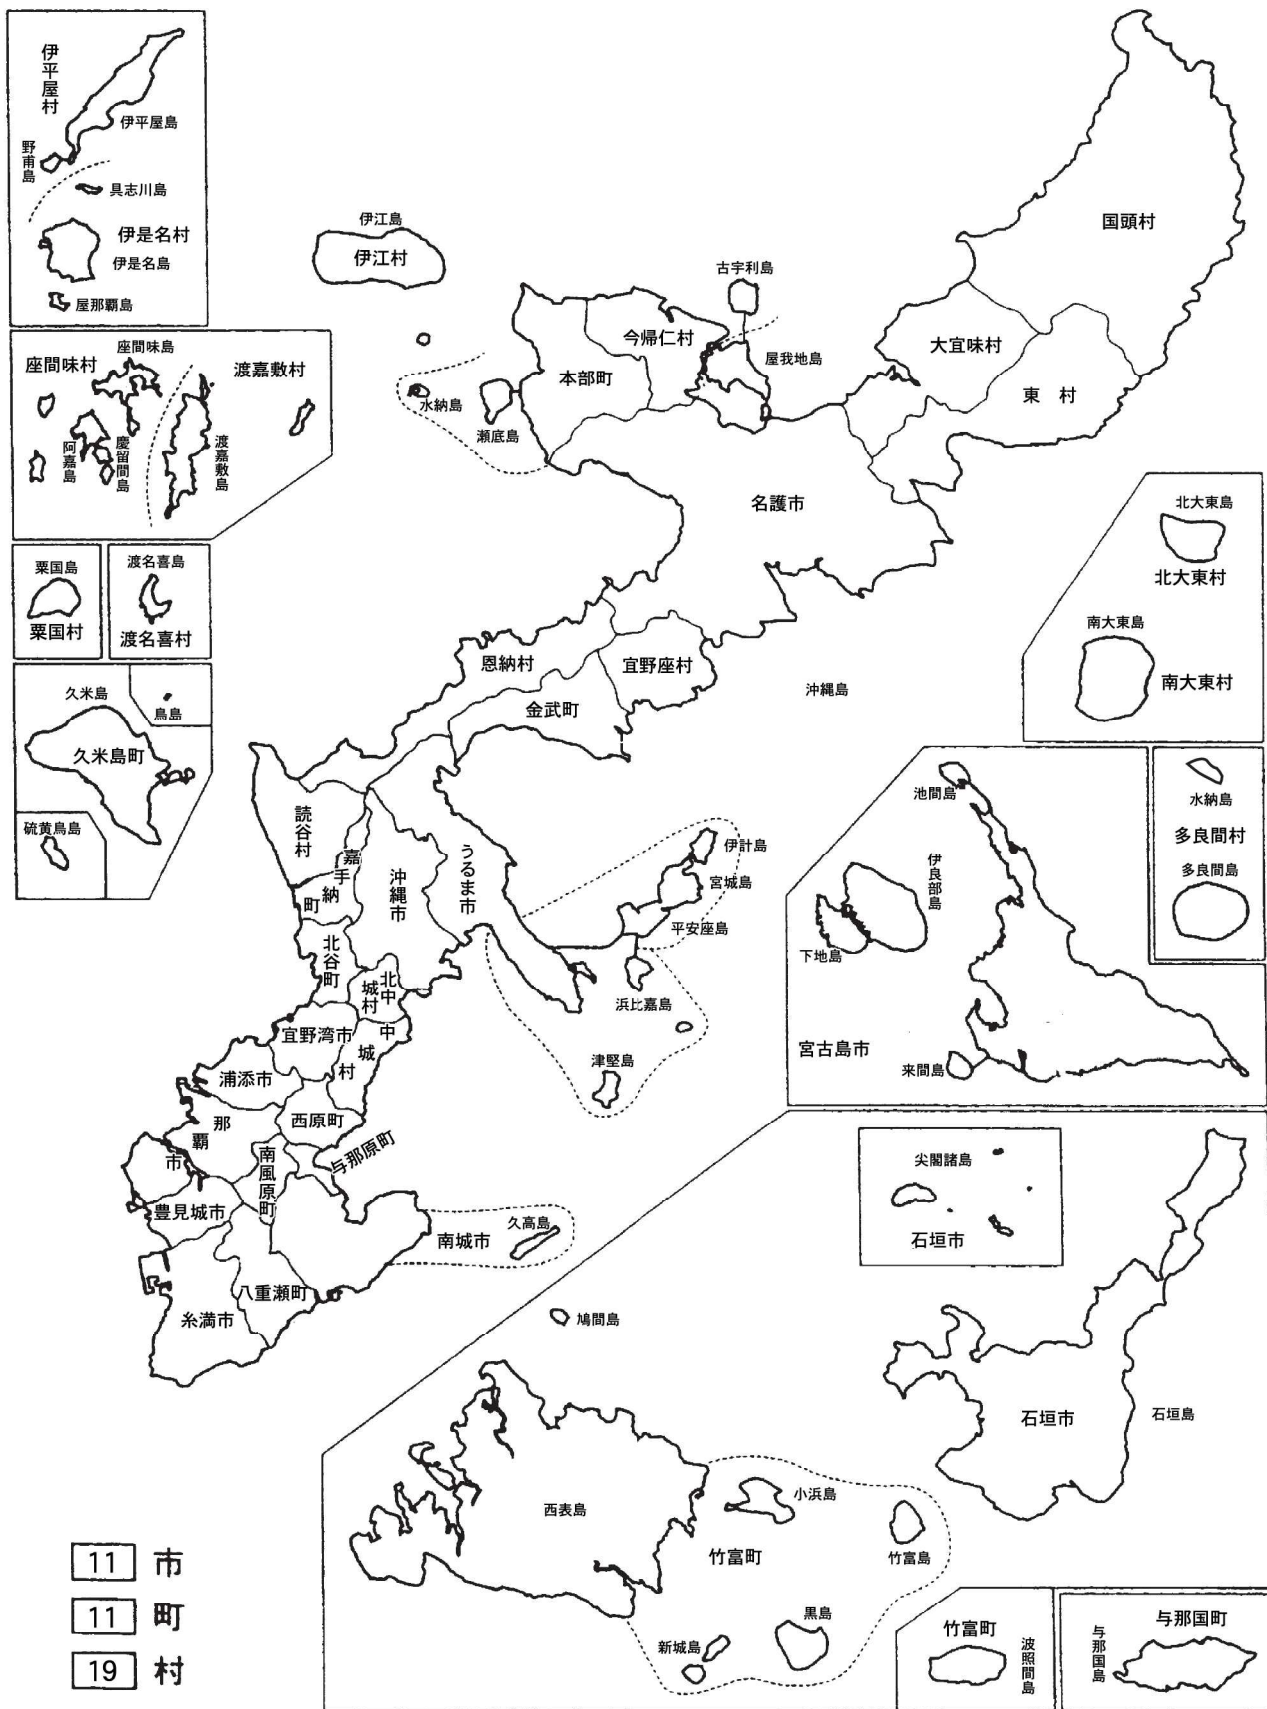 伊平屋村
伊平屋島
野甫島
具志川島
伊是名村
伊是名島
屋那覇島
座間味村
座間味島
渡嘉敷村
阿嘉島
慶留間島
渡嘉敷島
粟国島
粟国村
渡名喜島
渡名喜村
久米島
鳥島
久米島町
硫黄鳥島
伊江島
伊江村
古宇利島
今帰仁村
本部町
屋我地島
水納島
瀬底島
国頭村
大宜味村
東 村
名護市
恩納村
宜野座村
金武町
沖縄島
読谷村
嘉手納町
沖縄市
うるま市
北谷町
北中城村
宜野湾市
中城村
浦添市
西原町
那覇市
南風原町
与那原町
豊見城市
南城市
久高島
八重瀬町
糸満市
伊計島
宮城島
平安座島
浜比嘉島
津堅島
北大東島
北大東村
南大東島
南大東村
池間島
伊良部島
下地島
宮古島市
来間島
水納島
多良間村
多良間島
尖閣諸島
石垣市
石垣市
石垣島
鳩間島
西表島
小浜島
竹富町
竹富島
黒島
新城島
竹富町
波照間島
与那国町
与那国島
11 市
11 町
19 村